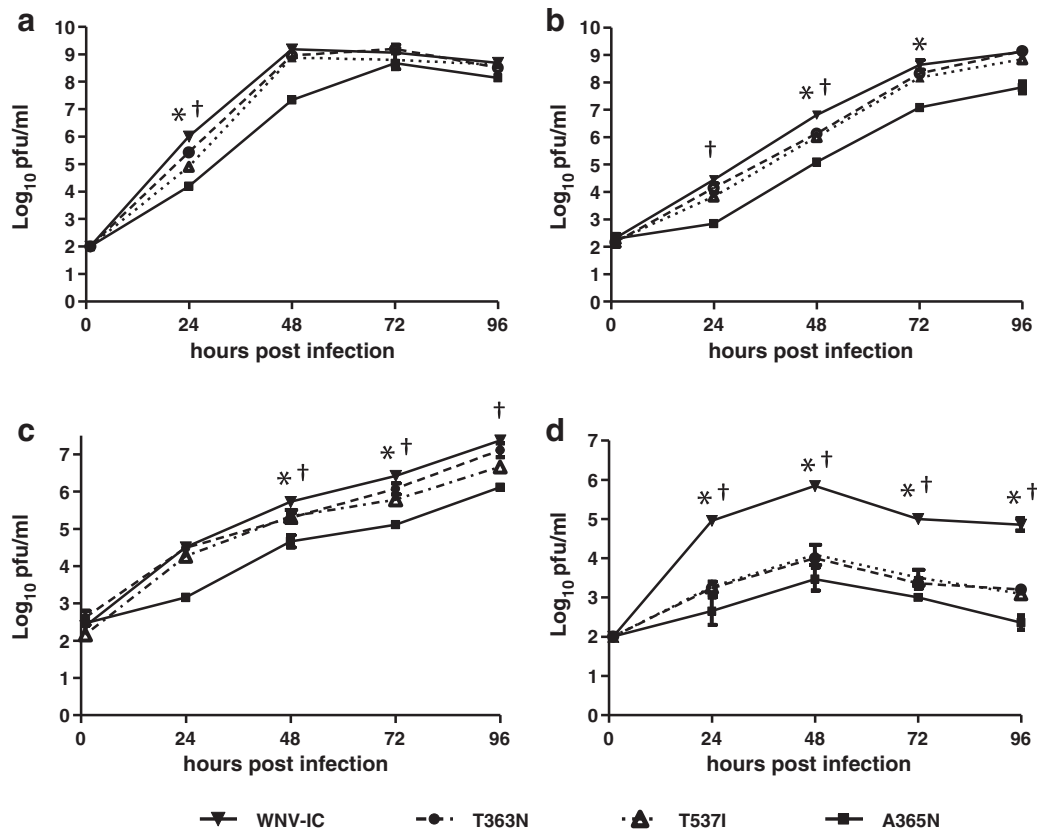 a
10
9
8
7
6
5
4
3
2
1
0
Log10 pfu/ml
* †
0 24 48 72 96
hours post infection
b
10
9
8
7
6
5
4
3
2
1
0
Log10 pfu/ml
† * † *
0 24 48 72 96
hours post infection
c
7
6
5
4
3
2
1
0
Log10 pfu/ml
* † * † †
0 24 48 72 96
hours post infection
d
7
6
5
4
3
2
1
0
Log10 pfu/ml
* † * † * † * †
0 24 48 72 96
hours post infection
WNV-IC T363N T537I A365N